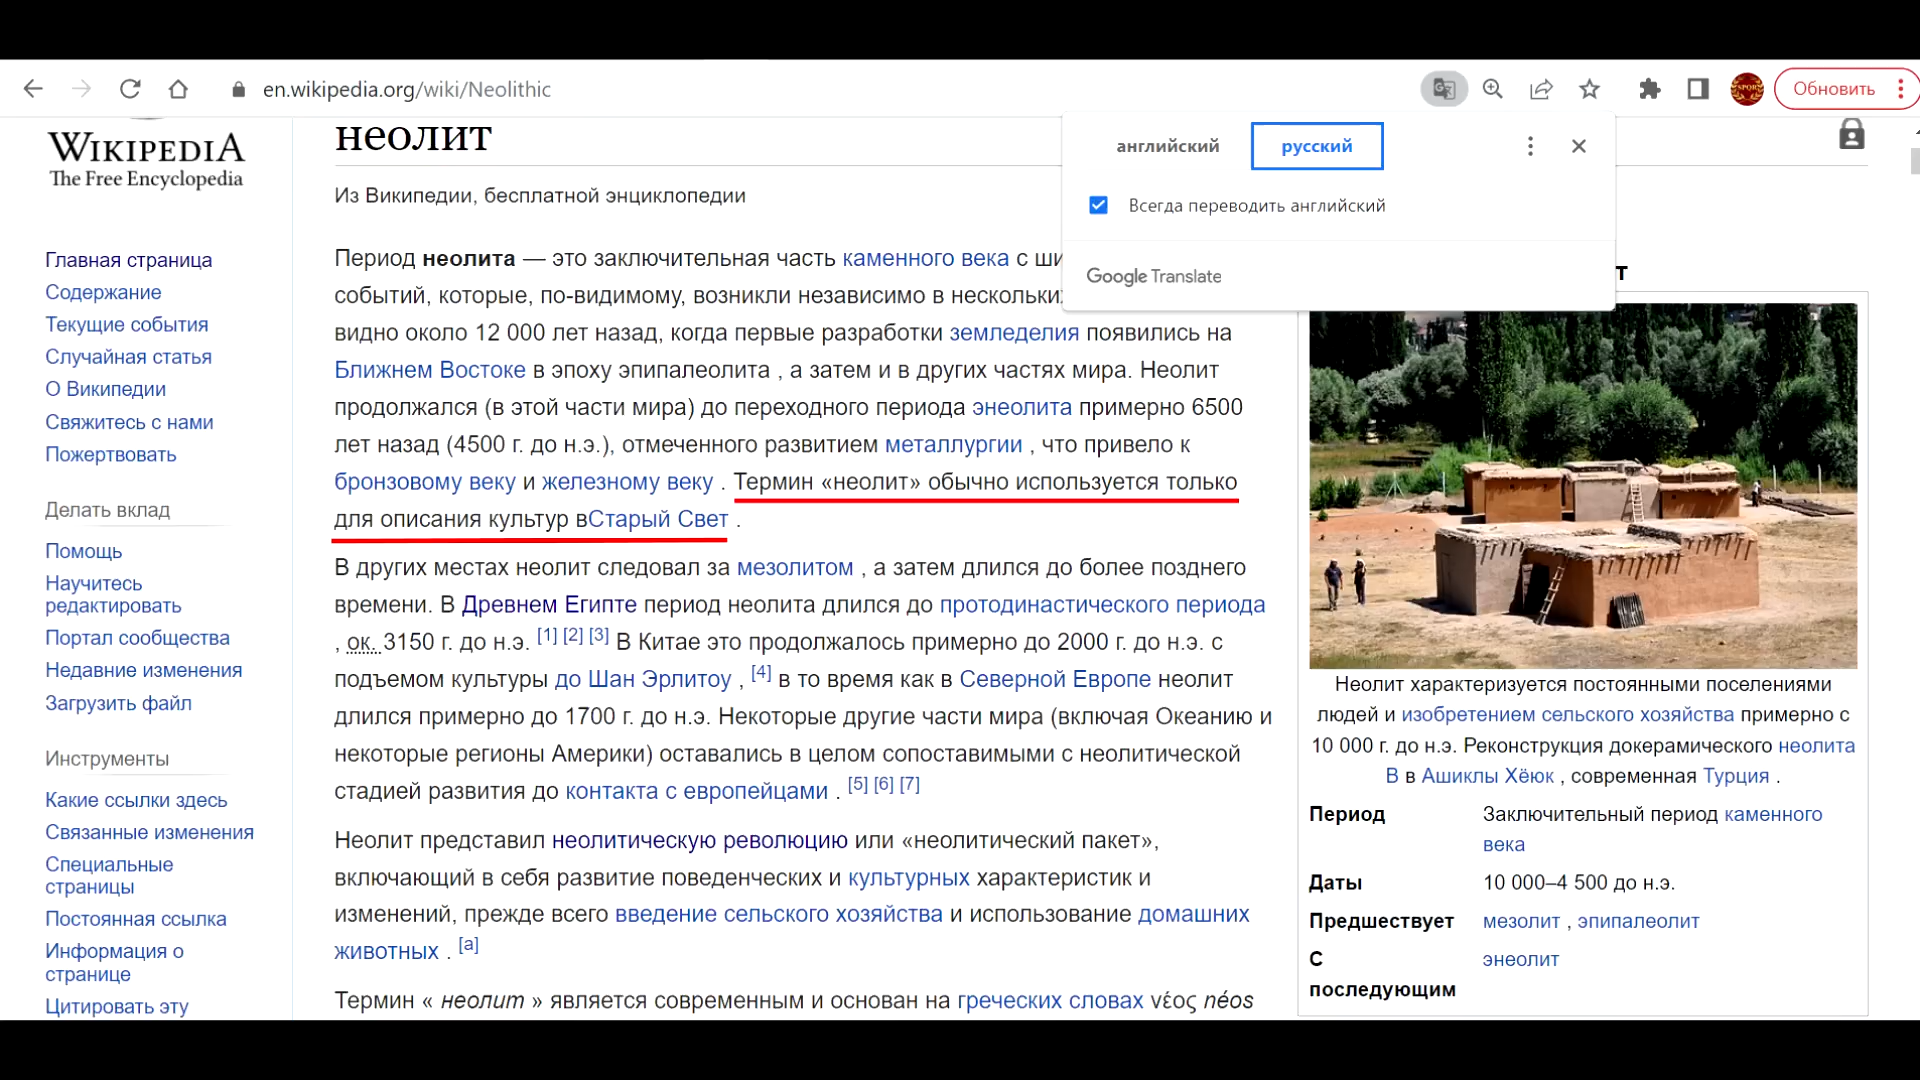 en.wikipedia.org/wiki/Neolithic
Обновить
английский
русский
Всегда переводить английский
Google Translate
WIKIPEDIA
The Free Encyclopedia
Главная страница
Содержание
Текущие события
Случайная статья
О Википедии
Свяжитесь с нами
Пожертвовать
Делать вклад
Помощь
Научитесь
редактировать
Портал сообщества
Недавние изменения
Загрузить файл
Инструменты
Какие ссылки здесь
Связанные изменения
Специальные
страницы
Постоянная ссылка
Информация о
странице
Цитировать эту
неолит
Из Википедии, бесплатной энциклопедии
Период неолита — это заключительная часть каменного века с ши
событий, которые, по-видимому, возникли независимо в нескольки
видно около 12 000 лет назад, когда первые разработки земледелия появились на
Ближнем Востоке в эпоху эпипалеолита , а затем и в других частях мира. Неолит
продолжался (в этой части мира) до переходного периода энеолита примерно 6500
лет назад (4500 г. до н.э.), отмеченного развитием металлургии , что привело к
бронзовому веку и железному веку . Термин «неолит» обычно используется только
для описания культур вСтарый Свет .
В других местах неолит следовал за мезолитом , а затем длился до более позднего
времени. В Древнем Египте период неолита длился до протодинастического периода
, ок. 3150 г. до н.э. [1] [2] [3] В Китае это продолжалось примерно до 2000 г. до н.э. с
подъемом культуры до Шан Эрлитоу , [4] в то время как в Северной Европе неолит
длился примерно до 1700 г. до н.э. Некоторые другие части мира (включая Океанию и
некоторые регионы Америки) оставались в целом сопоставимыми с неолитической
стадией развития до контакта с европейцами . [5] [6] [7]
Неолит представил неолитическую революцию или «неолитический пакет»,
включающий в себя развитие поведенческих и культурных характеристик и
изменений, прежде всего введение сельского хозяйства и использование домашних
животных . [a]
Термин « неолит » является современным и основан на греческих словах νέος néos
т
Неолит характеризуется постоянными поселениями
людей и изобретением сельского хозяйства примерно с
10 000 г. до н.э. Реконструкция докерамического неолита
B в Ашиклы Хёюк , современная Турция .
Период Заключительный период каменного
века
Даты 10 000–4 500 до н.э.
Предшествует мезолит , эпипалеолит
С энеолит
последующим